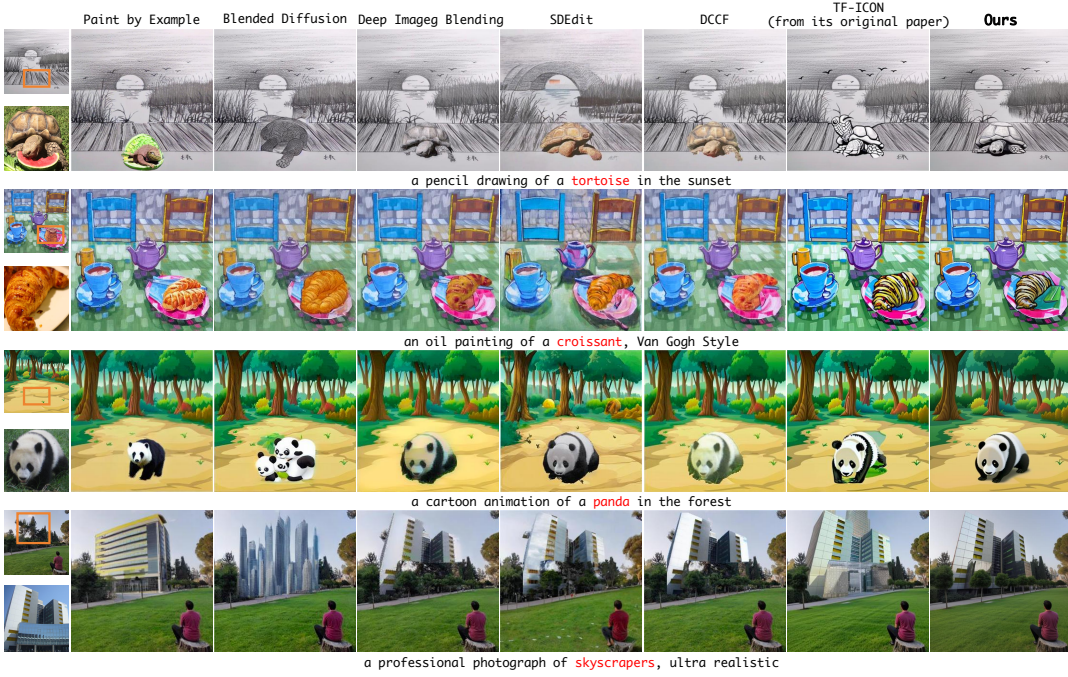 Paint by Example
Blended Diffusion
Deep Imageg Blending
SDEdit
DCCF
TF-ICON
(from its original paper)
Ours
a pencil drawing of a tortoise in the sunset
an oil painting of a croissant, Van Gogh Style
a cartoon animation of a panda in the forest
a professional photograph of skyscrapers, ultra realistic